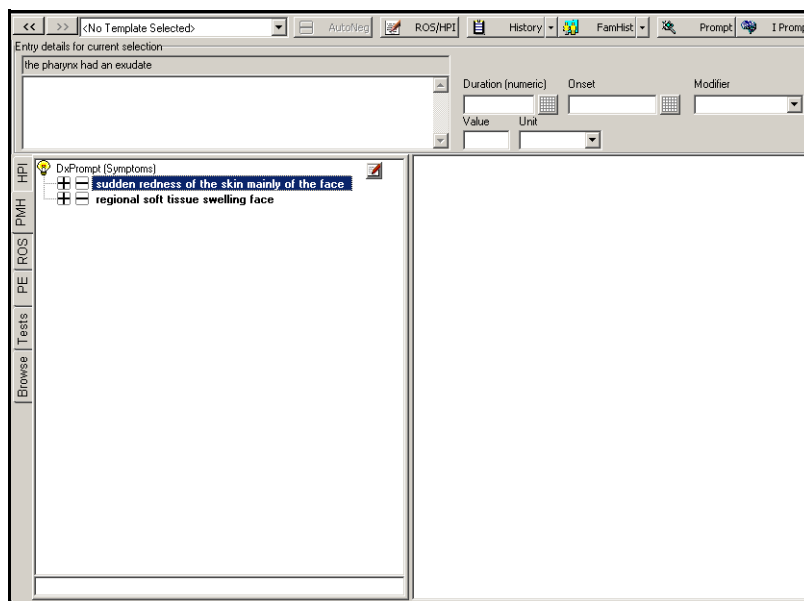 << >> <No Template Selected> AutoNeg ROS/HPI History FamHist Prompt I Promp
Entry details for current selection
the pharynx had an exudate
Duration (numeric) Onset Modifier
Value Unit
HPI
PMH
ROS
PE
Tests
Browse
DxPrompt (Symptoms)
sudden redness of the skin mainly of the face
regional soft tissue swelling face